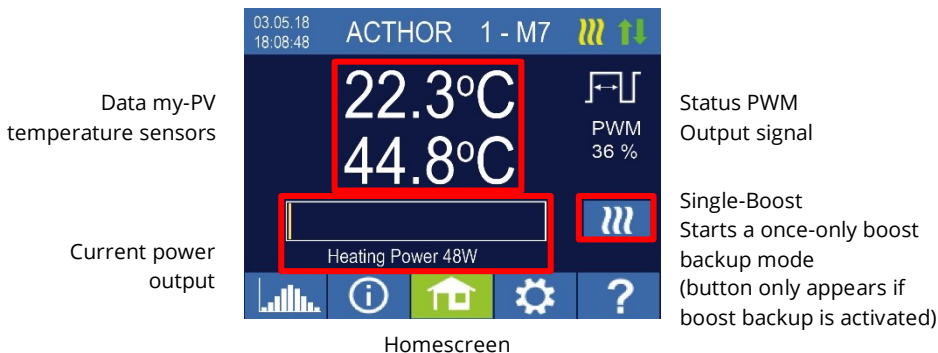 03.05.18
18:08:48
ACTHOR 1 - M7
22.3ºC
44.8ºC
PWM
36 %
Heating Power 48W
?
Data my-PV
temperature sensors
Current power
output
Status PWM
Output signal
Single-Boost
Starts a once-only boost
backup mode
(button only appears if
boost backup is activated)
Homescreen